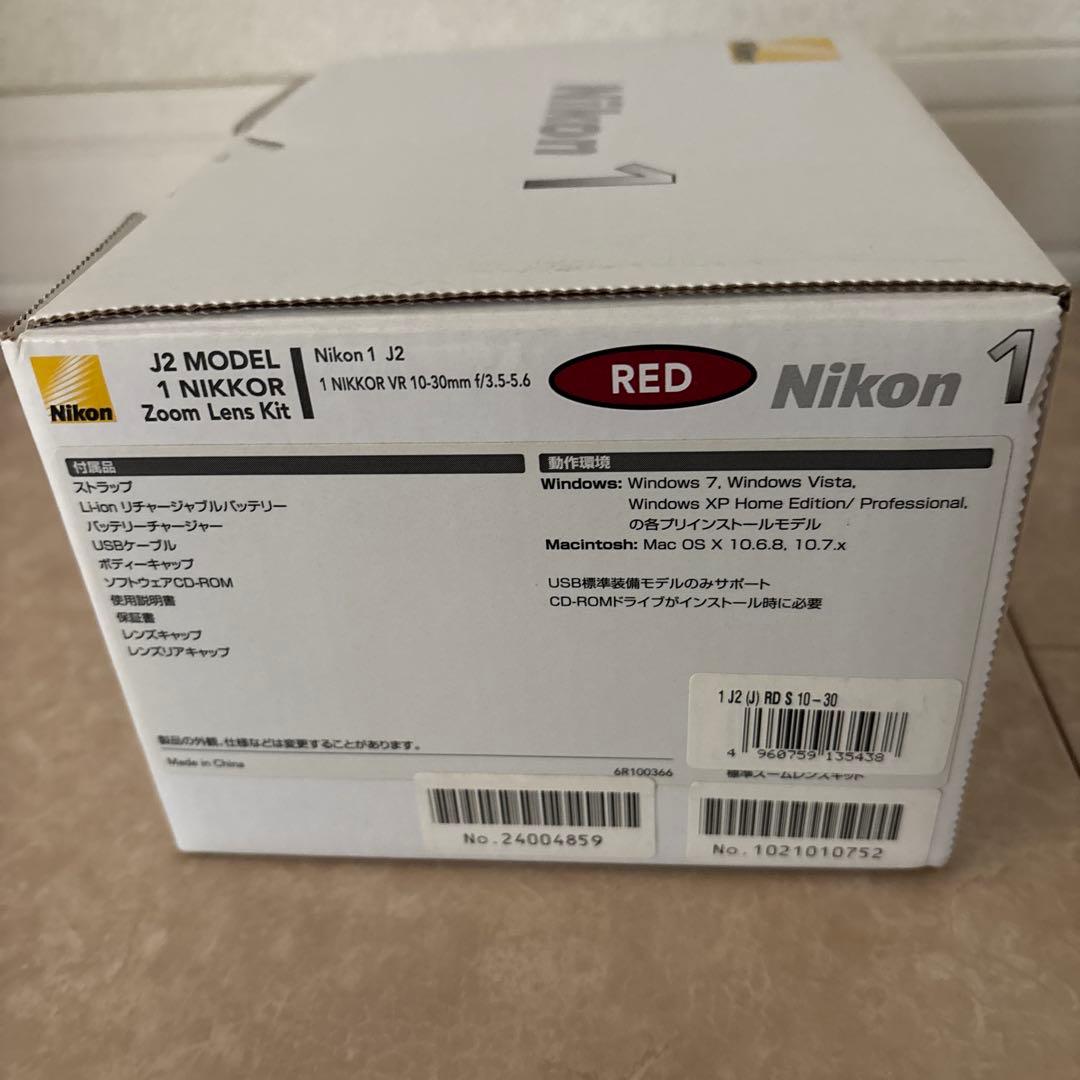 Nikon
Nikon 1
Nikon
J2 MODEL
1 NIKKOR
Zoom Lens Kit
Nikon 1 J2
1 NIKKOR VR 10-30mm f/3.5-5.6
RED
Nikon 1
付属品
ストラップ
Li-ion リチャージャブルバッテリー
バッテリーチャージャー
USBケーブル
ボディーキャップ
ソフトウェアCD-ROM
使用説明書
保証書
レンズキャップ
レンズリアキャップ
動作環境
Windows: Windows 7, Windows Vista,
Windows XP Home Edition/ Professional,
の各プリインストールモデル
Macintosh: Mac OS X 10.6.8, 10.7.x
USB標準装備モデルのみサポート
CD-ROMドライブがインストール時に必要
製品の外観、仕様などは変更することがあります。
Made in China
6R100366
1 J2 (J) RD S 10-30
4 960759 135438
標準ズームレンズキット
No.24004859
No.1021010752